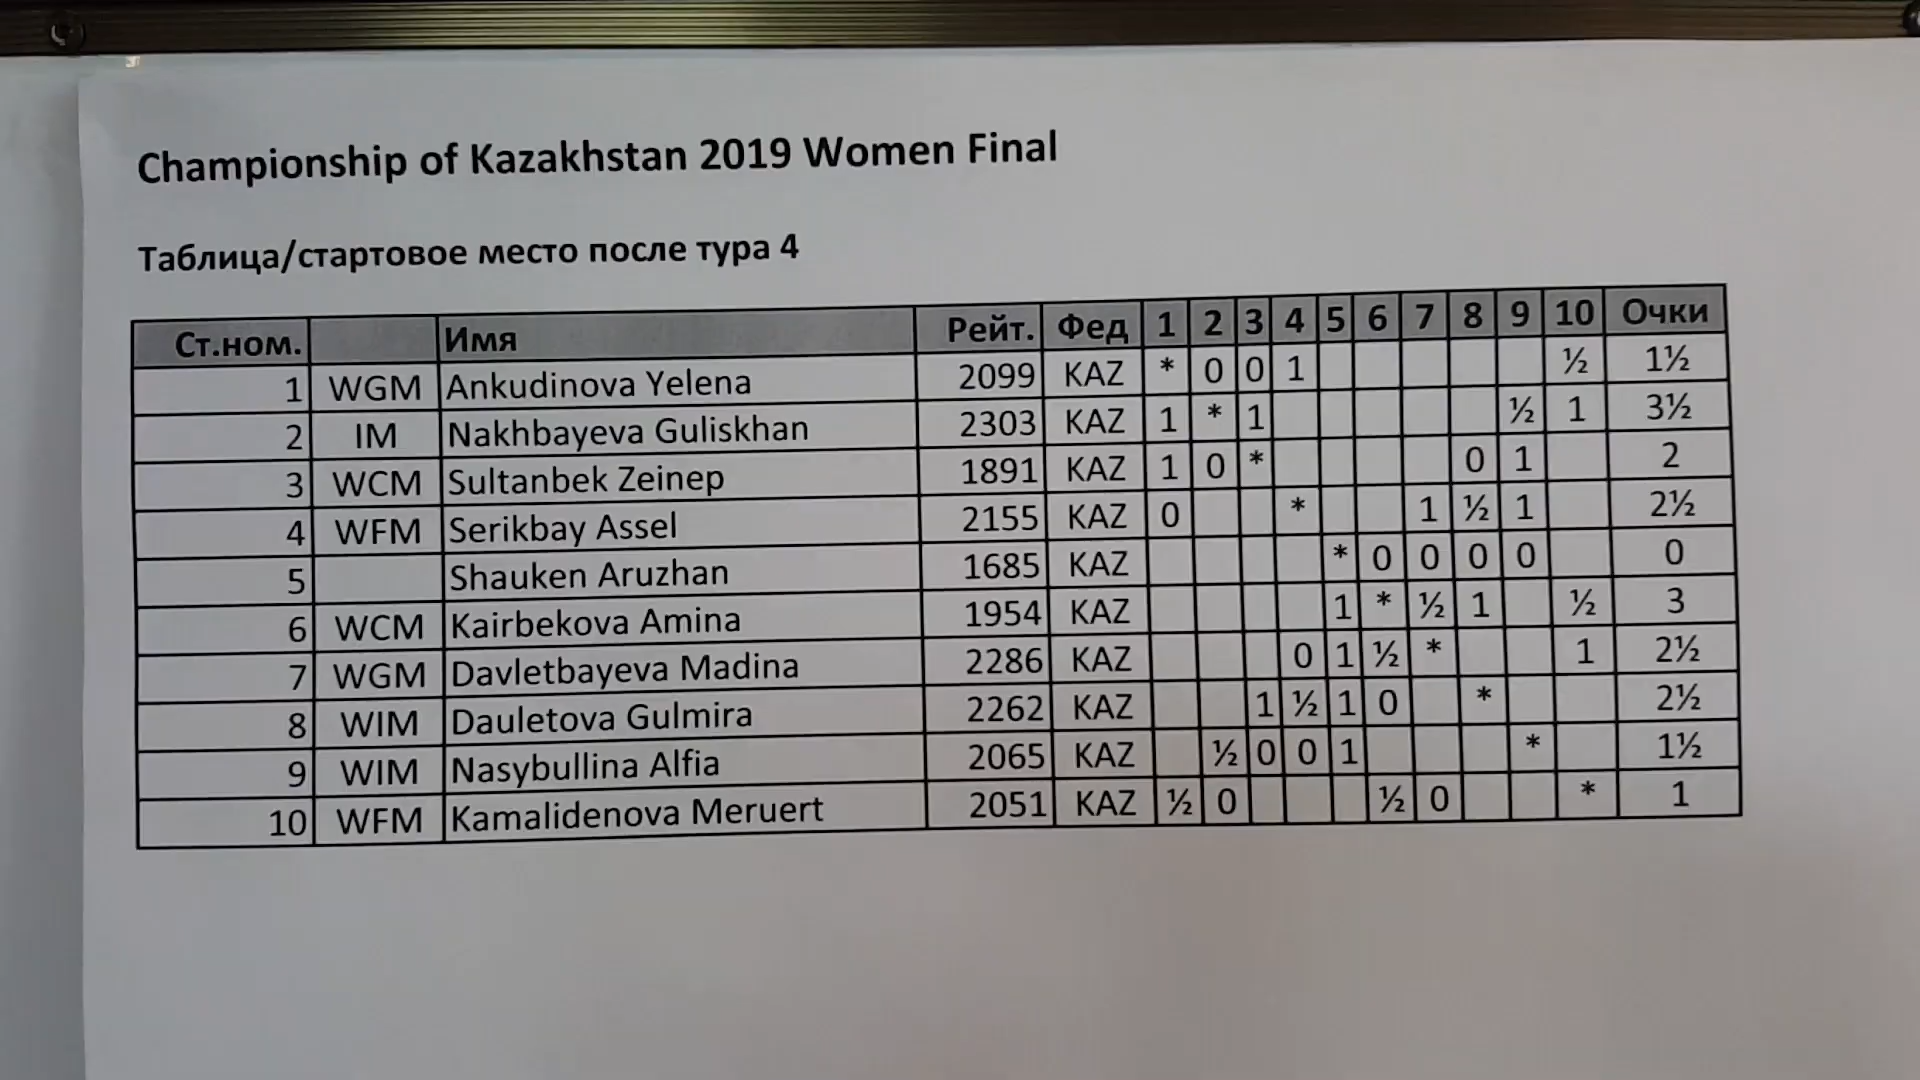 Championship of Kazakhstan 2019 Women Final
Таблица/стартовое место после тура 4
Ст.ном. Имя Рейт. Фед 1 2 3 4 5 6 7 8 9 10 Очки
1 WGM Ankudinova Yelena 2099 KAZ * 0 0 1 ½ 1½
2 IM Nakhbayeva Guliskhan 2303 KAZ 1 * 1 ½ 1 3½
3 WCM Sultanbek Zeinep 1891 KAZ 1 0 * 0 1 2
4 WFM Serikbay Assel 2155 KAZ 0 * 1 ½ 1 2½
5 Shauken Aruzhan 1685 KAZ * 0 0 0 0 0
6 WCM Kairbekova Amina 1954 KAZ 1 * ½ 1 ½ 3
7 WGM Davletbayeva Madina 2286 KAZ 0 1 ½ * 1 2½
8 WIM Dauletova Gulmira 2262 KAZ 1 ½ 1 0 * 2½
9 WIM Nasybullina Alfia 2065 KAZ ½ 0 0 1 * 1½
10 WFM Kamalidenova Meruert 2051 KAZ ½ 0 ½ 0 * 1